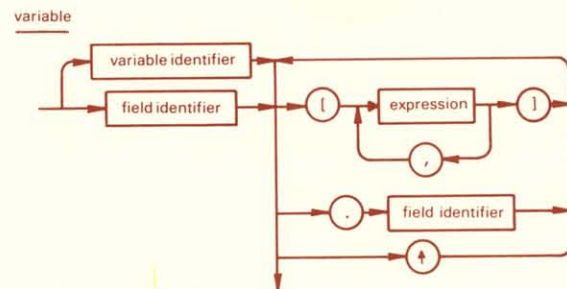 variable
variable identifier
field identifier [ expression ]
,
. field identifier
↑